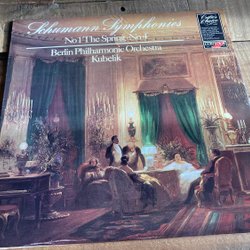 Schumann Symphonies
No 1 The Spring · No 4
Berlin Philharmonic Orchestra
Kubelik